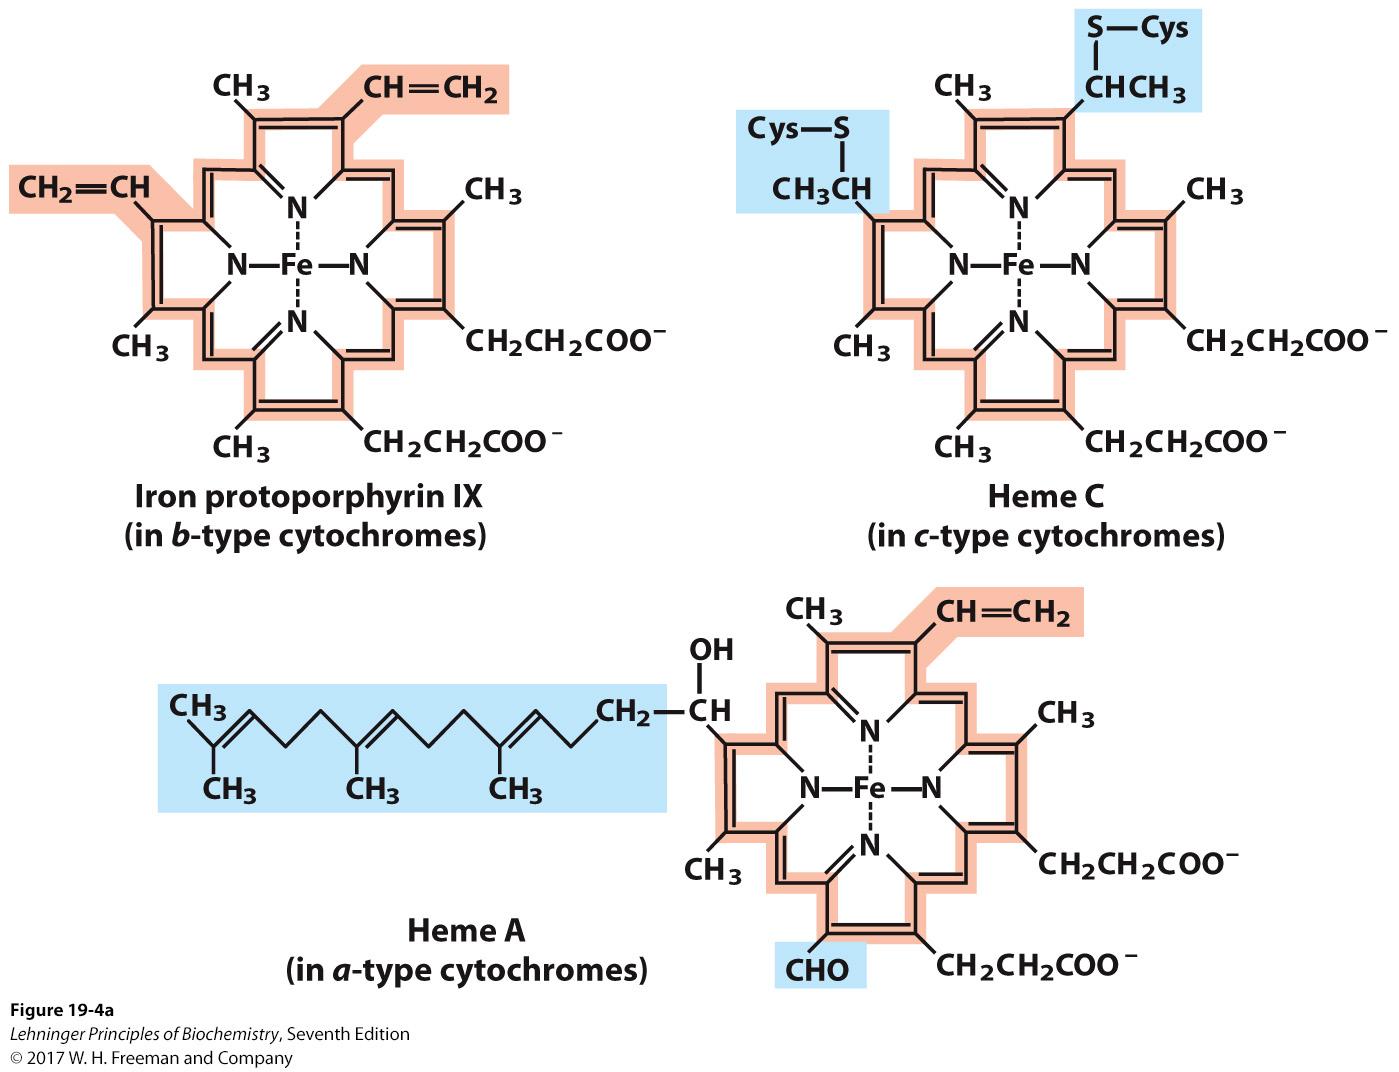 S—Cys
CH₃ CH=CH₂ CH₃ CHCH₃
Cys—S
CH₂=CH CH₃ CH₃CH CH₃
N N
N—Fe—N N—Fe—N
N N
CH₃ CH₂CH₂COO⁻ CH₃ CH₂CH₂COO⁻
CH₃ CH₂CH₂COO⁻ CH₃ CH₂CH₂COO⁻
Iron protoporphyrin IX
(in b-type cytochromes)
Heme C
(in c-type cytochromes)
CH₃ CH=CH₂
OH
CH₃ CH₂—CH CH₃
N
CH₃ CH₃ CH₃ N—Fe—N
N
CH₃ CH₂CH₂COO⁻
CHO CH₂CH₂COO⁻
Heme A
(in a-type cytochromes)
Figure 19-4a
Lehninger Principles of Biochemistry, Seventh Edition
© 2017 W. H. Freeman and Company